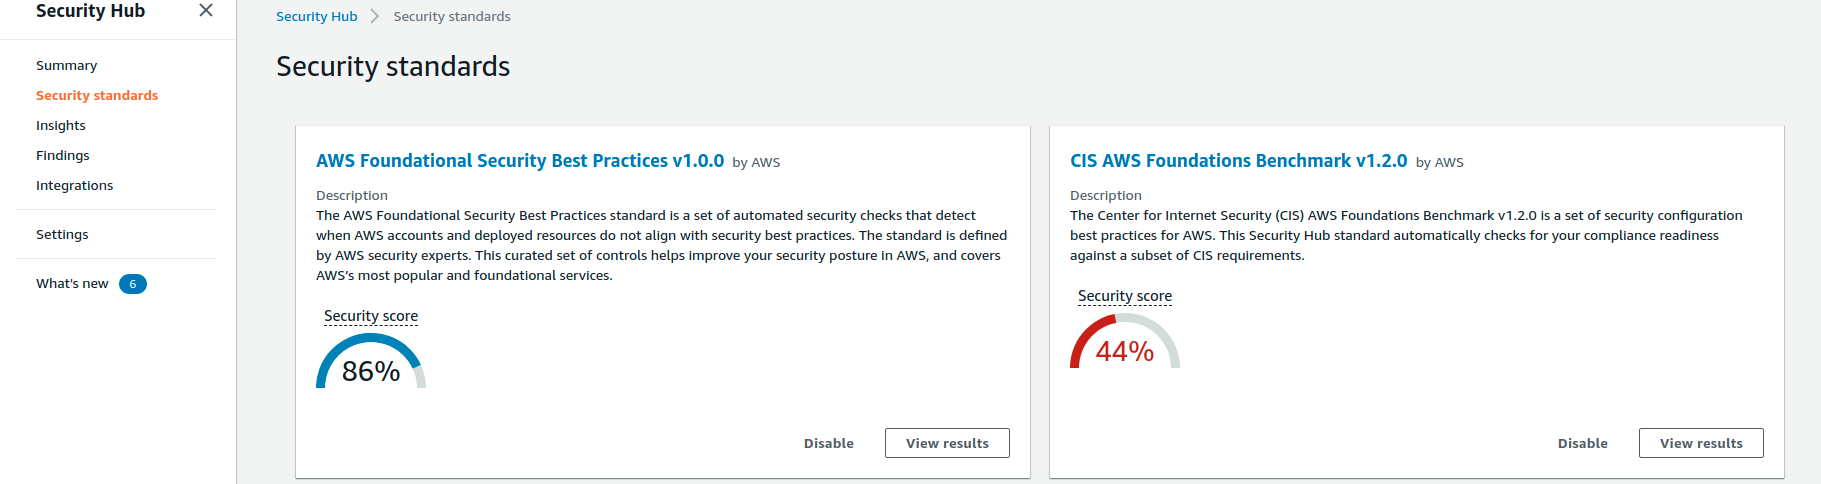 Security Hub
Summary
Security standards
Insights
Findings
Integrations
Settings
What's new 6
Security Hub Security standards
Security standards
AWS Foundational Security Best Practices v1.0.0 by AWS
Description
The AWS Foundational Security Best Practices standard is a set of automated security checks that detect
when AWS accounts and deployed resources do not align with security best practices. The standard is defined
by AWS security experts. This curated set of controls helps improve your security posture in AWS, and covers
AWS's most popular and foundational services.
Security score
86%
Disable View results
CIS AWS Foundations Benchmark v1.2.0 by AWS
Description
The Center for Internet Security (CIS) AWS Foundations Benchmark v1.2.0 is a set of security configuration
best practices for AWS. This Security Hub standard automatically checks for your compliance readiness
against a subset of CIS requirements.
Security score
44%
Disable View results